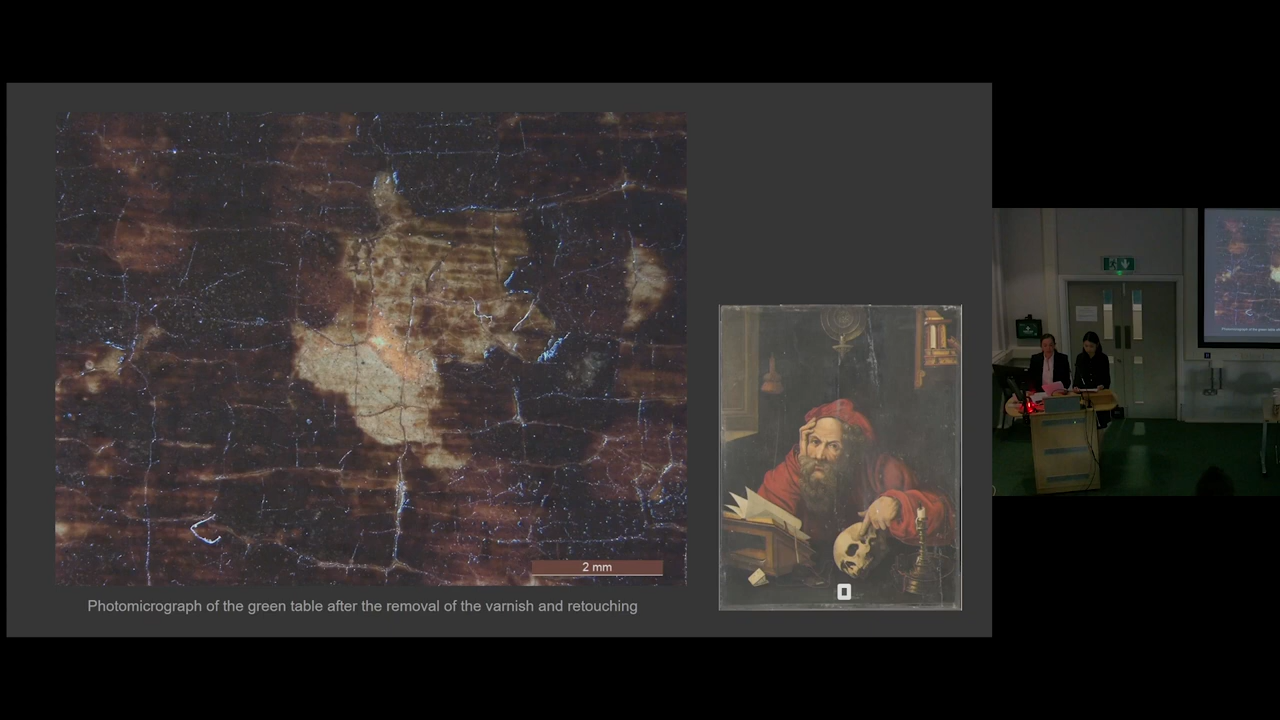 2 mm
Photomicrograph of the green table after the removal of the varnish and retouching